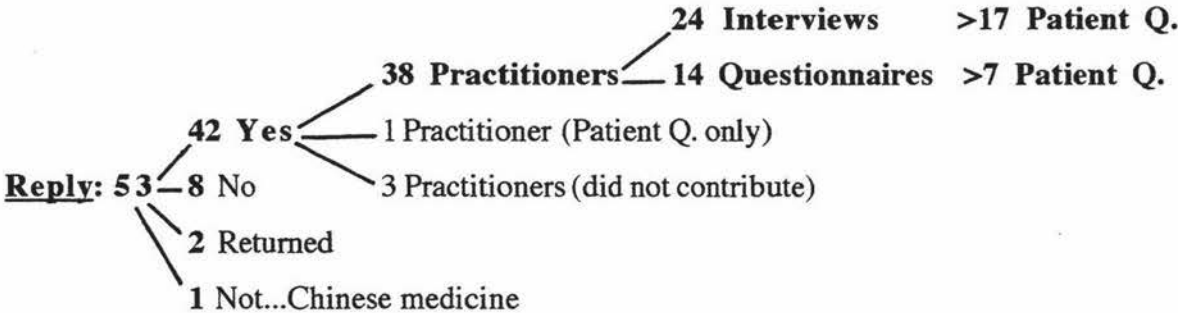 24 Interviews >17 Patient Q.
38 Practitioners 14 Questionnaires >7 Patient Q.
42 Yes 1 Practitioner (Patient Q. only)
Reply: 53 8 No 3 Practitioners (did not contribute)
2 Returned
1 Not...Chinese medicine